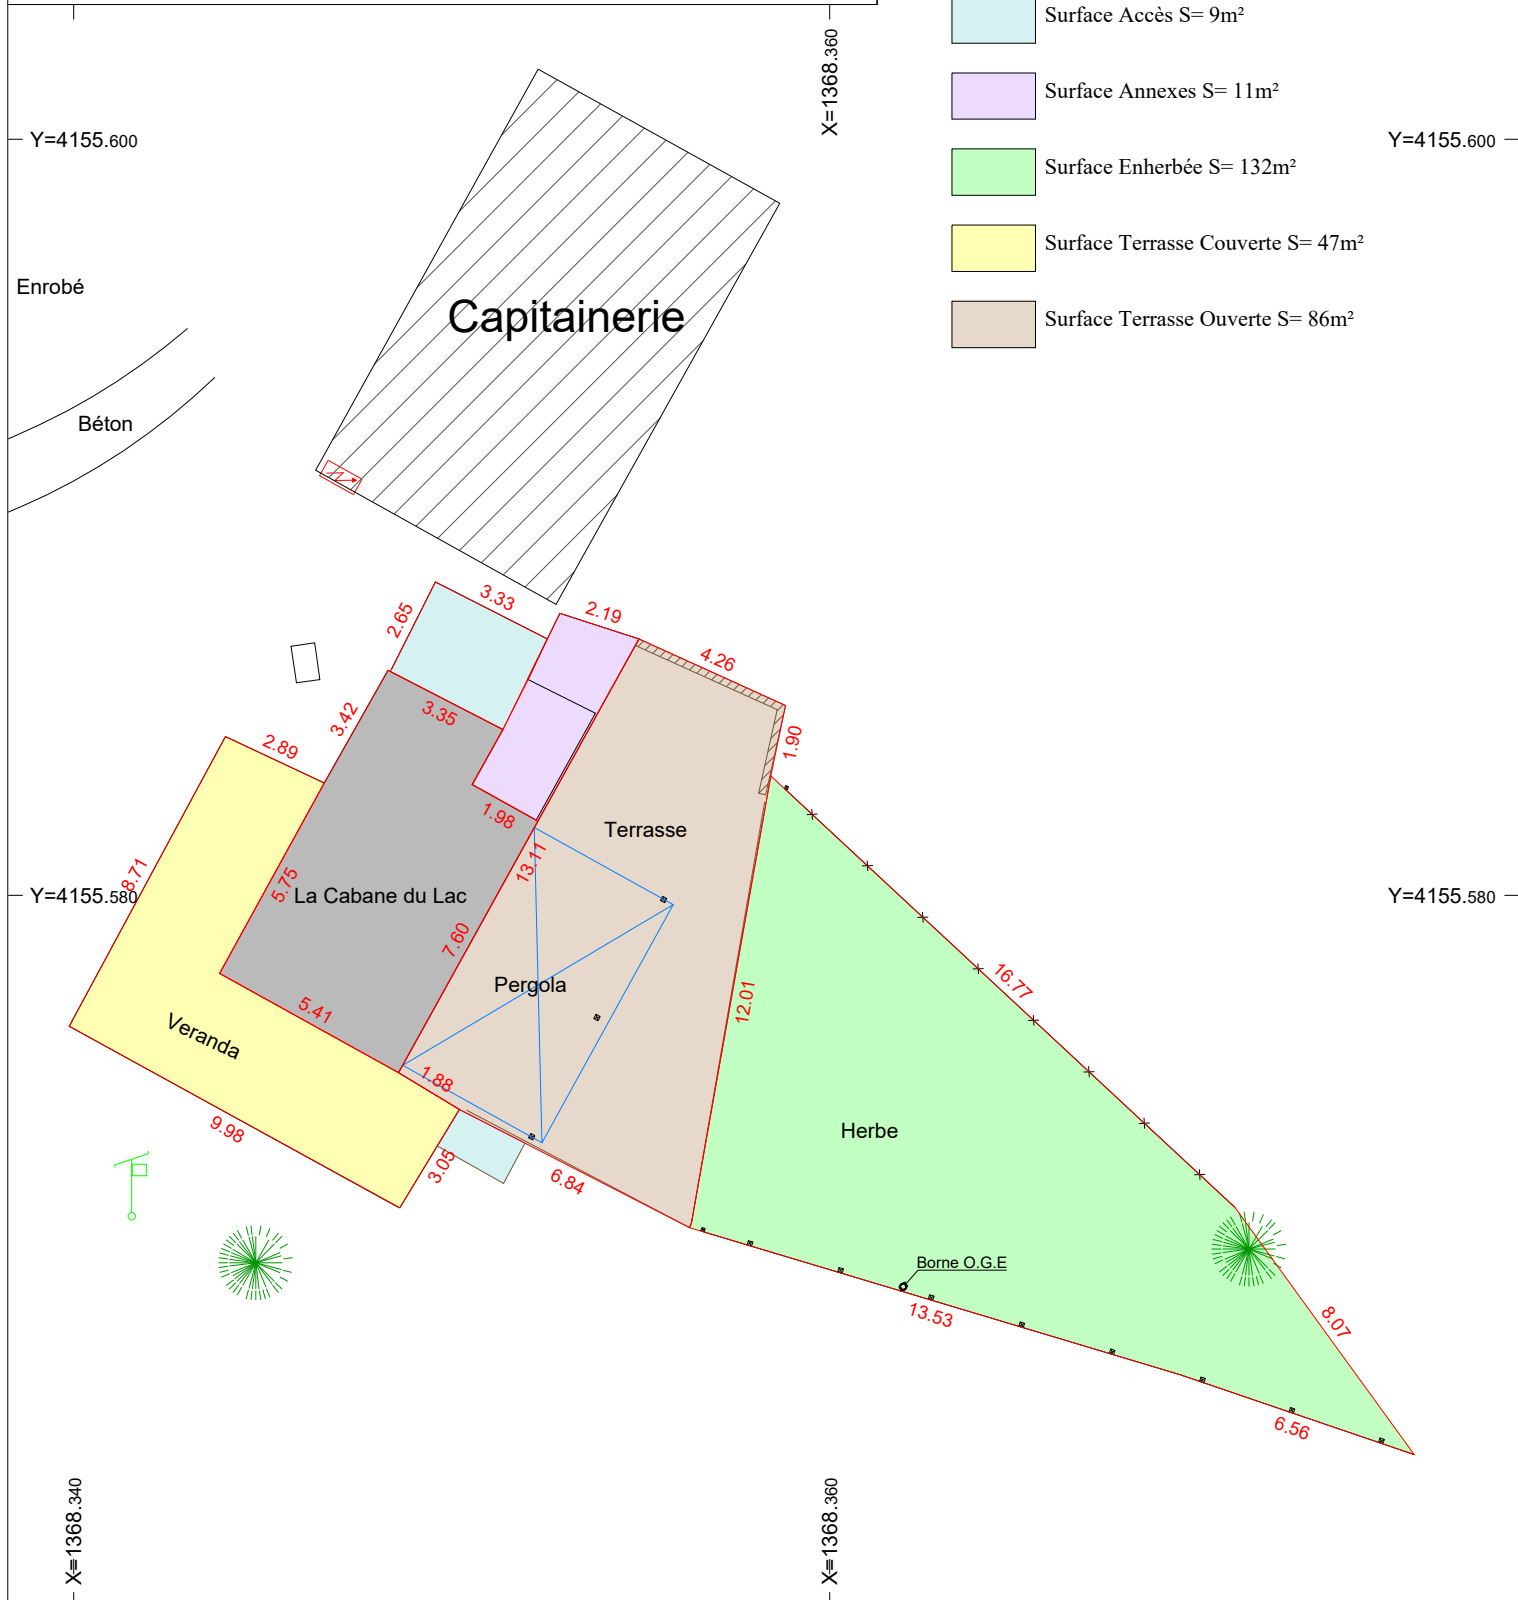 Surface Accès S= 9m²
X=1368.360
Surface Annexes S= 11m²
Y=4155.600
Y=4155.600
Surface Enherbée S= 132m²
Surface Terrasse Couverte S= 47m²
Enrobé
Capitainerie
Surface Terrasse Ouverte S= 86m²
Béton
3.33
2.19
2.65
4.26
3.42
3.35
1.90
2.89
1.98
Terrasse
13.11
8.71
5.75
La Cabane du Lac
Y=4155.580
Y=4155.580
7.60
Pergola
16.77
12.01
5.41
Veranda
1.88
9.98
Herbe
3.05
6.84
Borne O.G.E
13.53
8.07
6.56
X=1368.340
X=1368.360